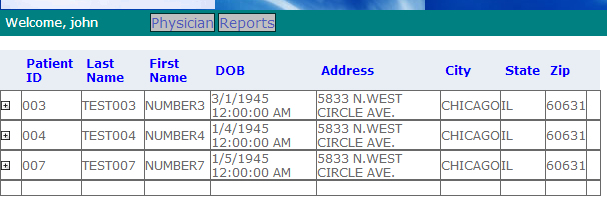 Welcome, john Physician Reports
Patient ID Last Name First Name DOB Address City State Zip
003 TEST003 NUMBER3 3/1/1945 12:00:00 AM 5833 N.WEST CIRCLE AVE. CHICAGO IL 60631
004 TEST004 NUMBER4 1/4/1945 12:00:00 AM 5833 N.WEST CIRCLE AVE. CHICAGO IL 60631
007 TEST007 NUMBER7 1/5/1945 12:00:00 AM 5833 N.WEST CIRCLE AVE. CHICAGO IL 60631